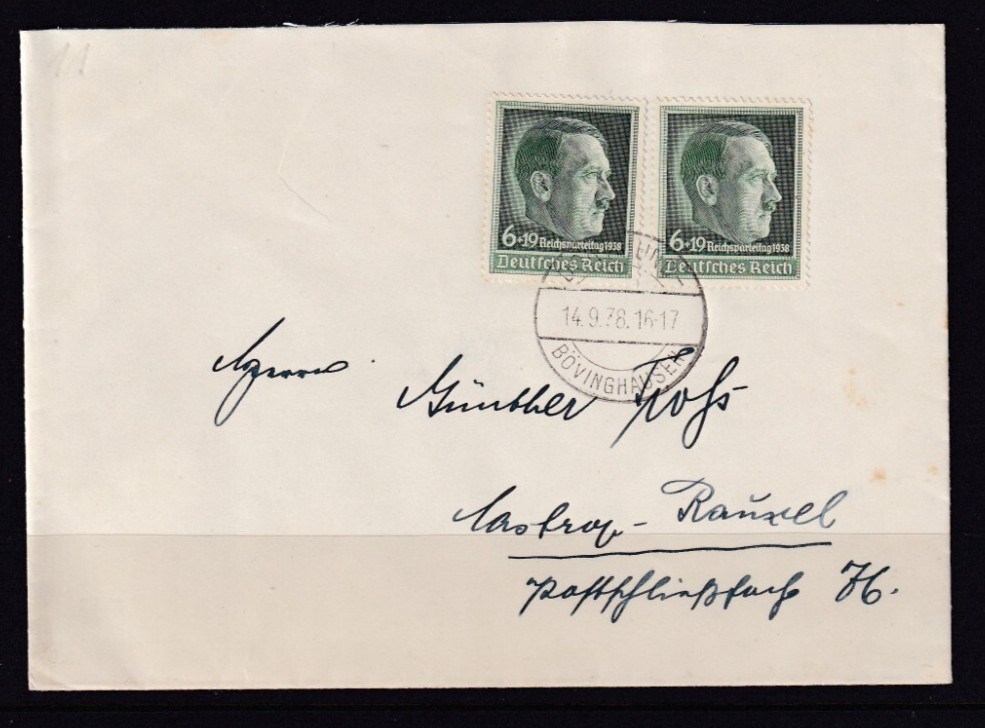 6+19 Reichsparteitag 1938
Deutsches Reich
6+19 Reichsparteitag 1938
Deutsches Reich
14.9.38.16-17
BÖVINGHAUSEN
Herrn
Günther
Castrop-Rauxel
Postschließfach